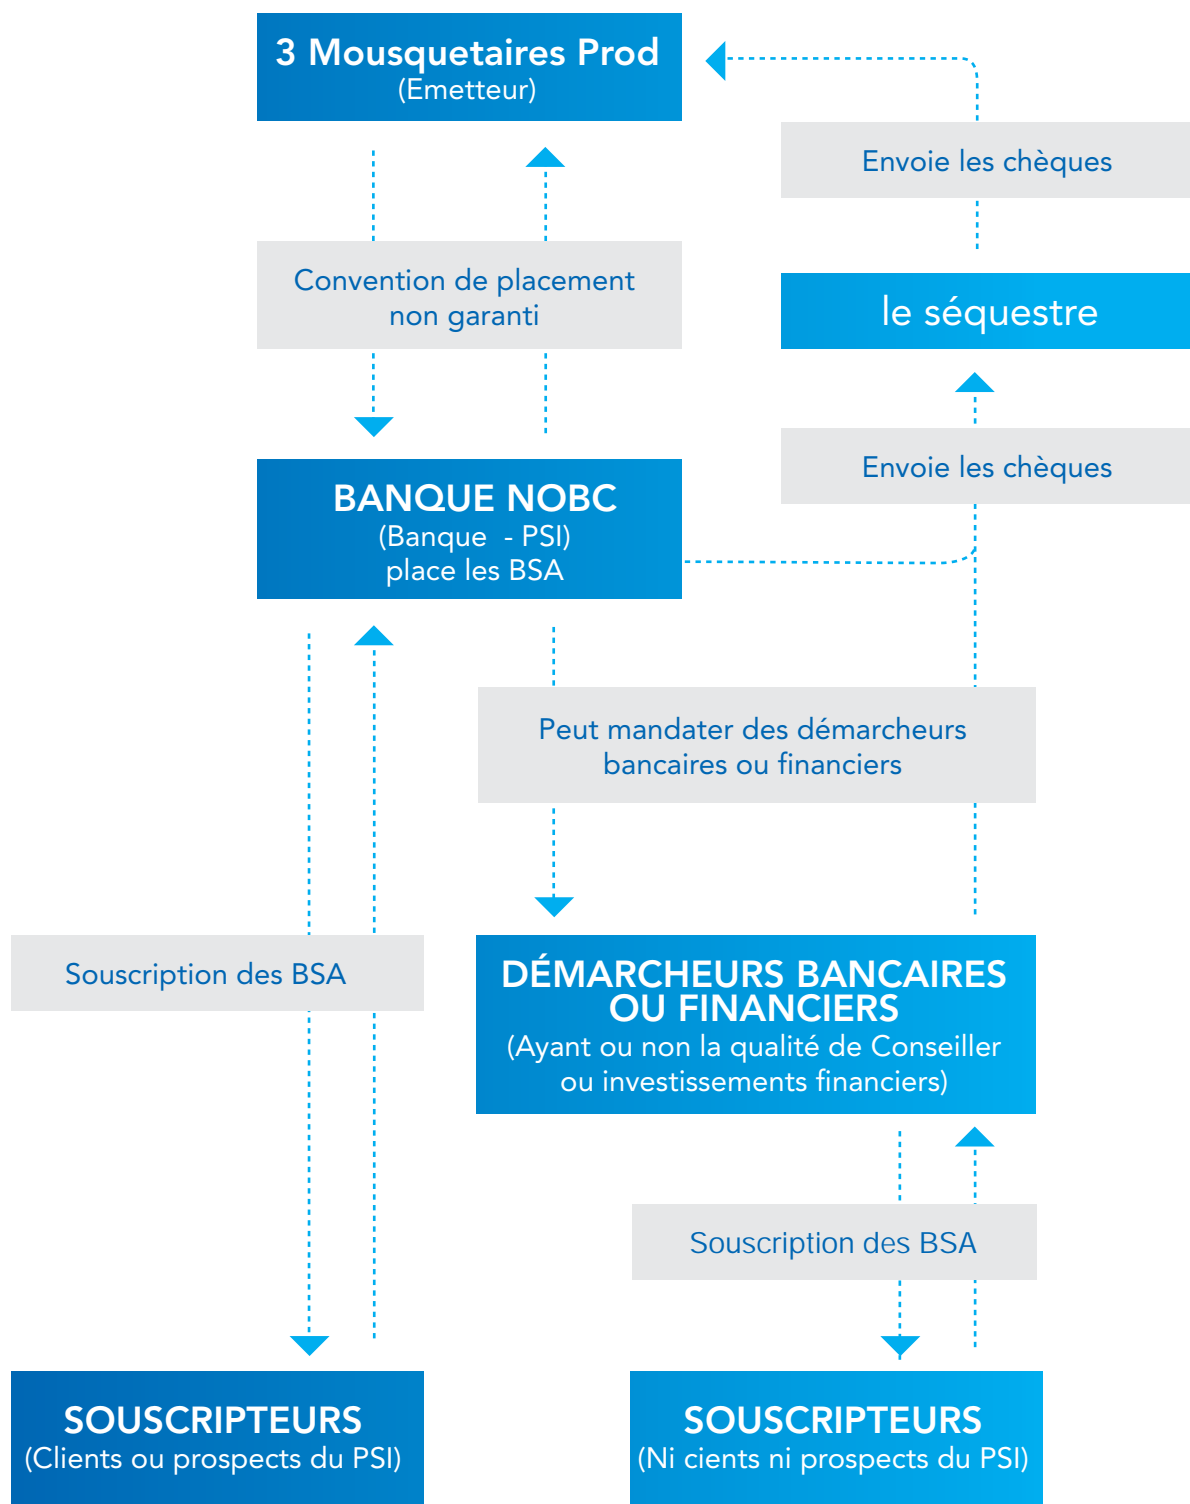 3 Mousquetaires Prod
(Emetteur)
Envoie les chèques
Convention de placement
non garanti
le séquestre
Envoie les chèques
BANQUE NOBC
(Banque - PSI)
place les BSA
Peut mandater des démarcheurs
bancaires ou financiers
Souscription des BSA
DÉMARCHEURS BANCAIRES
OU FINANCIERS
(Ayant ou non la qualité de Conseiller
ou investissements financiers)
Souscription des BSA
SOUSCRIPTEURS
(Clients ou prospects du PSI)
SOUSCRIPTEURS
(Ni cients ni prospects du PSI)